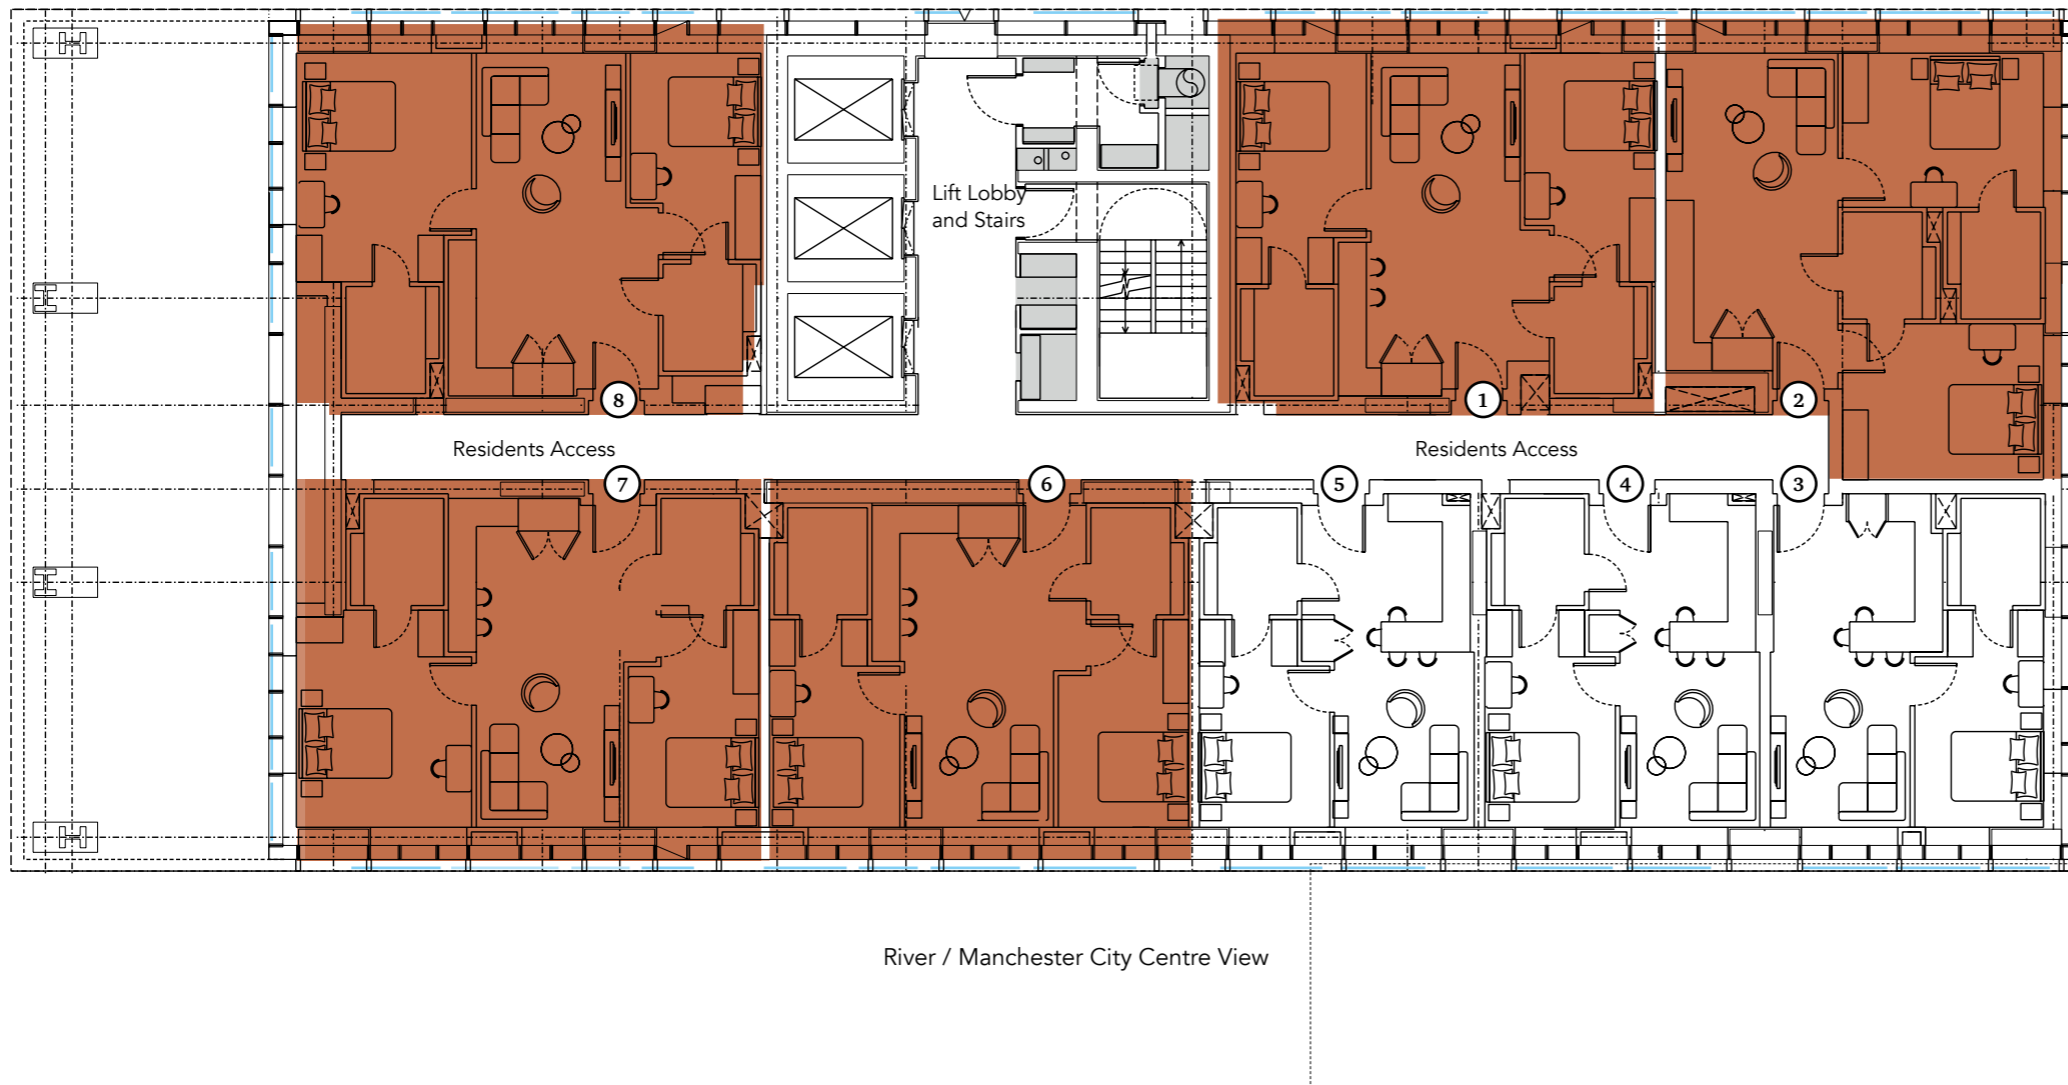 Lift Lobby
and Stairs
8
1
2
Residents Access
Residents Access
7
6
5
4
3
River / Manchester City Centre View